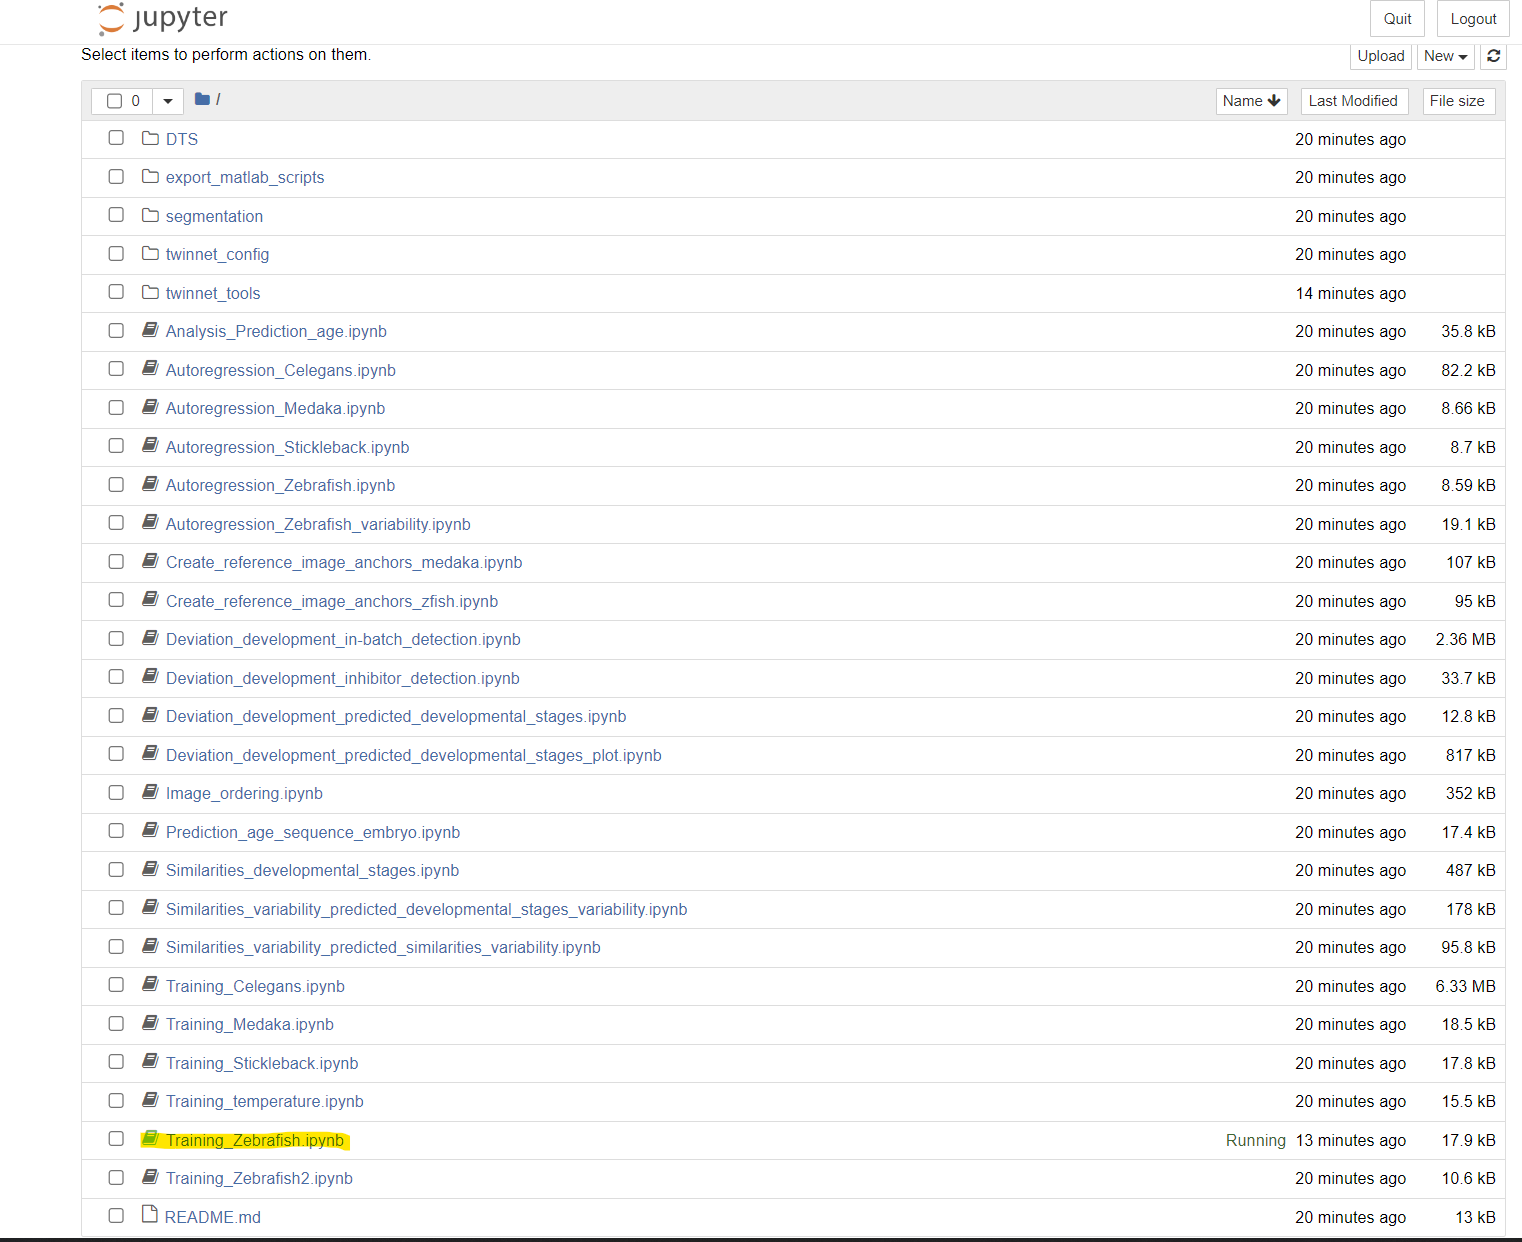 jupyter Quit Logout
Select items to perform actions on them. Upload New
0 / Name Last Modified File size
DTS 20 minutes ago
export_matlab_scripts 20 minutes ago
segmentation 20 minutes ago
twinnet_config 20 minutes ago
twinnet_tools 14 minutes ago
Analysis_Prediction_age.ipynb 20 minutes ago 35.8 kB
Autoregression_Celegans.ipynb 20 minutes ago 82.2 kB
Autoregression_Medaka.ipynb 20 minutes ago 8.66 kB
Autoregression_Stickleback.ipynb 20 minutes ago 8.7 kB
Autoregression_Zebrafish.ipynb 20 minutes ago 8.59 kB
Autoregression_Zebrafish_variability.ipynb 20 minutes ago 19.1 kB
Create_reference_image_anchors_medaka.ipynb 20 minutes ago 107 kB
Create_reference_image_anchors_zfish.ipynb 20 minutes ago 95 kB
Deviation_development_in-batch_detection.ipynb 20 minutes ago 2.36 MB
Deviation_development_inhibitor_detection.ipynb 20 minutes ago 33.7 kB
Deviation_development_predicted_developmental_stages.ipynb 20 minutes ago 12.8 kB
Deviation_development_predicted_developmental_stages_plot.ipynb 20 minutes ago 817 kB
Image_ordering.ipynb 20 minutes ago 352 kB
Prediction_age_sequence_embryo.ipynb 20 minutes ago 17.4 kB
Similarities_developmental_stages.ipynb 20 minutes ago 487 kB
Similarities_variability_predicted_developmental_stages_variability.ipynb 20 minutes ago 178 kB
Similarities_variability_predicted_similarities_variability.ipynb 20 minutes ago 95.8 kB
Training_Celegans.ipynb 20 minutes ago 6.33 MB
Training_Medaka.ipynb 20 minutes ago 18.5 kB
Training_Stickleback.ipynb 20 minutes ago 17.8 kB
Training_temperature.ipynb 20 minutes ago 15.5 kB
Training_Zebrafish.ipynb Running 13 minutes ago 17.9 kB
Training_Zebrafish2.ipynb 20 minutes ago 10.6 kB
README.md 20 minutes ago 13 kB